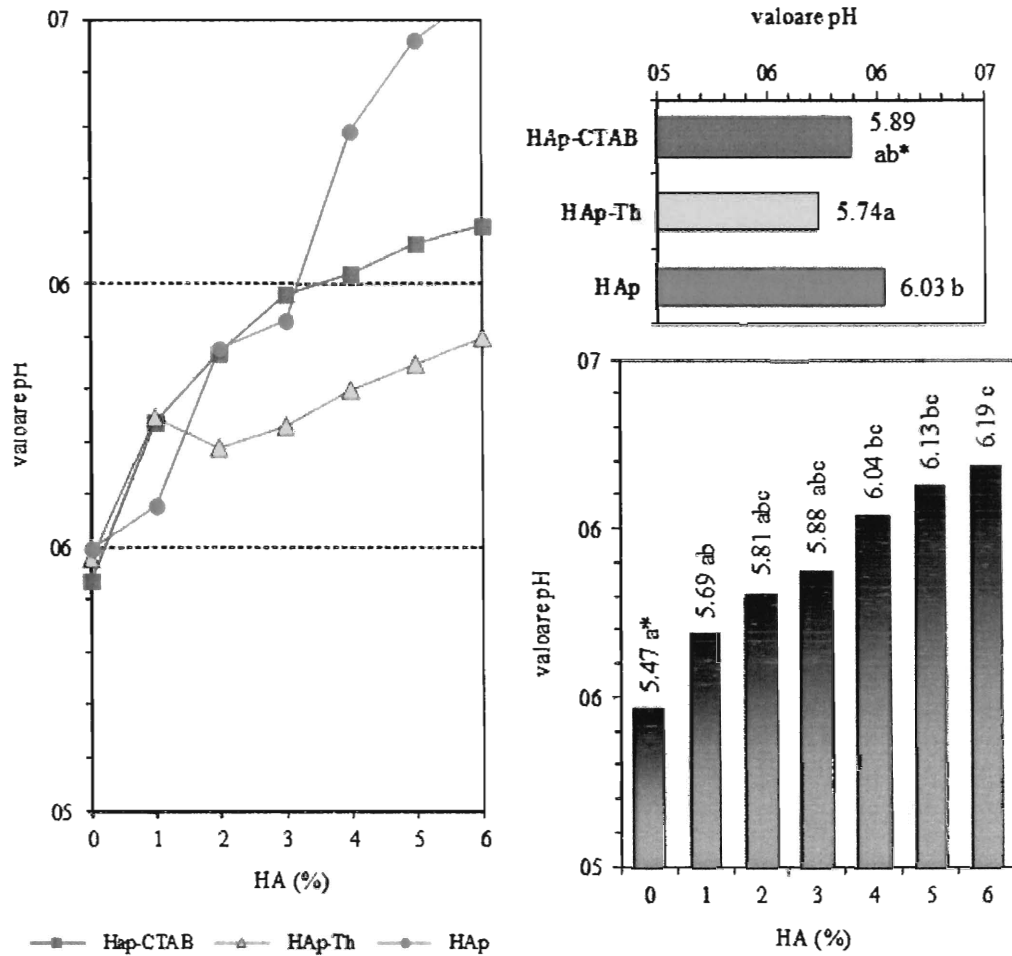 07
06
valoare pH
06
05
0 1 2 3 4 5 6
HA (%)
Hap-CTAB HAp-Th HAp
valoare pH
05 06 06 07
HAp-CTAB 5.89
ab*
HAp-Th 5.74a
HAp 6.03 b
07
06
valoare pH
06
05
5.47 a*
5.69 ab
5.81 abc
5.88 abc
6.04 bc
6.13 bc
6.19 c
0 1 2 3 4 5 6
HA (%)